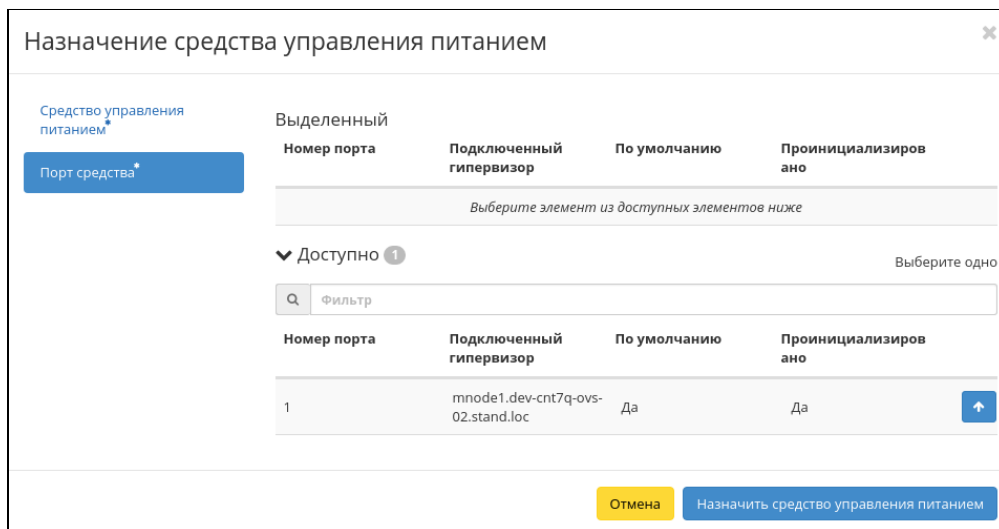 Назначение средства управления питанием
×
Средство управления
питанием*
Порт средства*
Выделенный
Номер порта Подключенный По умолчанию Проинициализиров
гипервизор ано
Выберите элемент из доступных элементов ниже
Доступно 1
Выберите одно
Фильтр
Номер порта Подключенный По умолчанию Проинициализиров
гипервизор ано
1 mnode1.dev-cnt7q-ovs- Да Да
02.stand.loc
Отмена Назначить средство управления питанием